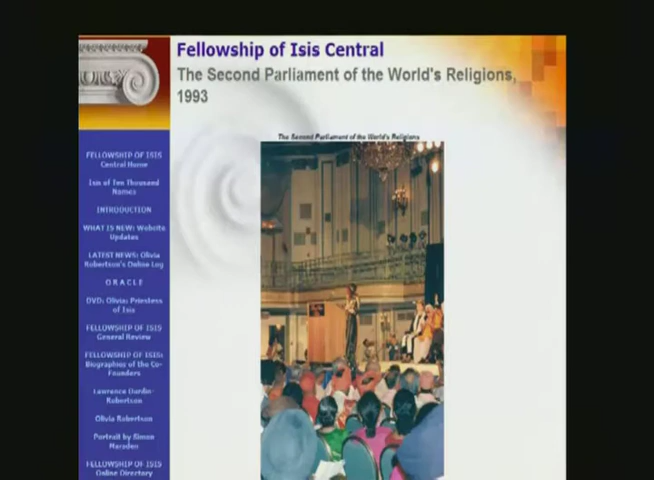 Fellowship of Isis Central
The Second Parliament of the World's Religions,
1993
The Second Parliament of the World's Religions
FELLOWSHIP OF ISIS
Central Home
Isis of Ten Thousand
Names
INTRODUCTION
WHAT IS NEW: Website
Updates
LATEST NEWS: Olivia
Robertson's Online Log
O R A C L E
DVD: Olivia: Priestess
of Isis
FELLOWSHIP OF ISIS
General Review
FELLOWSHIP OF ISIS:
Biographies of the Co-
Founders
Lawrence Durdin-
Robertson
Olivia Robertson
Portrait by Simon
Marsden
FELLOWSHIP OF ISIS
Online Directory